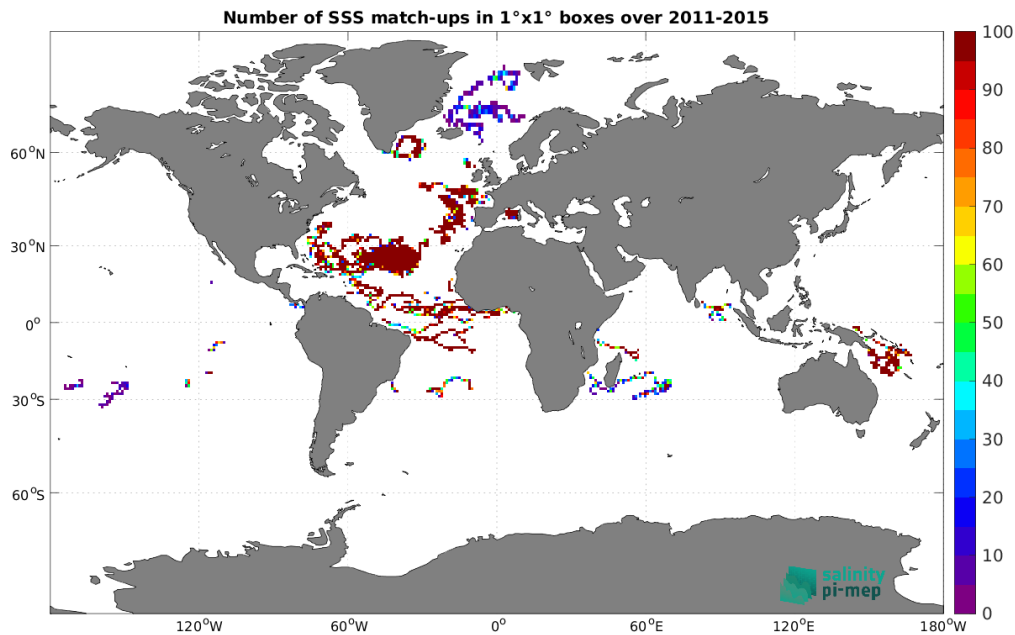 Number of SSS match-ups in 1°x1° boxes over 2011-2015
100
90
80
70
60
50
40
30
20
10
0
60°N
30°N
0°
30°S
60°S
120°W
60°W
0°E
60°E
120°E
180°W
salinity
pi-mep